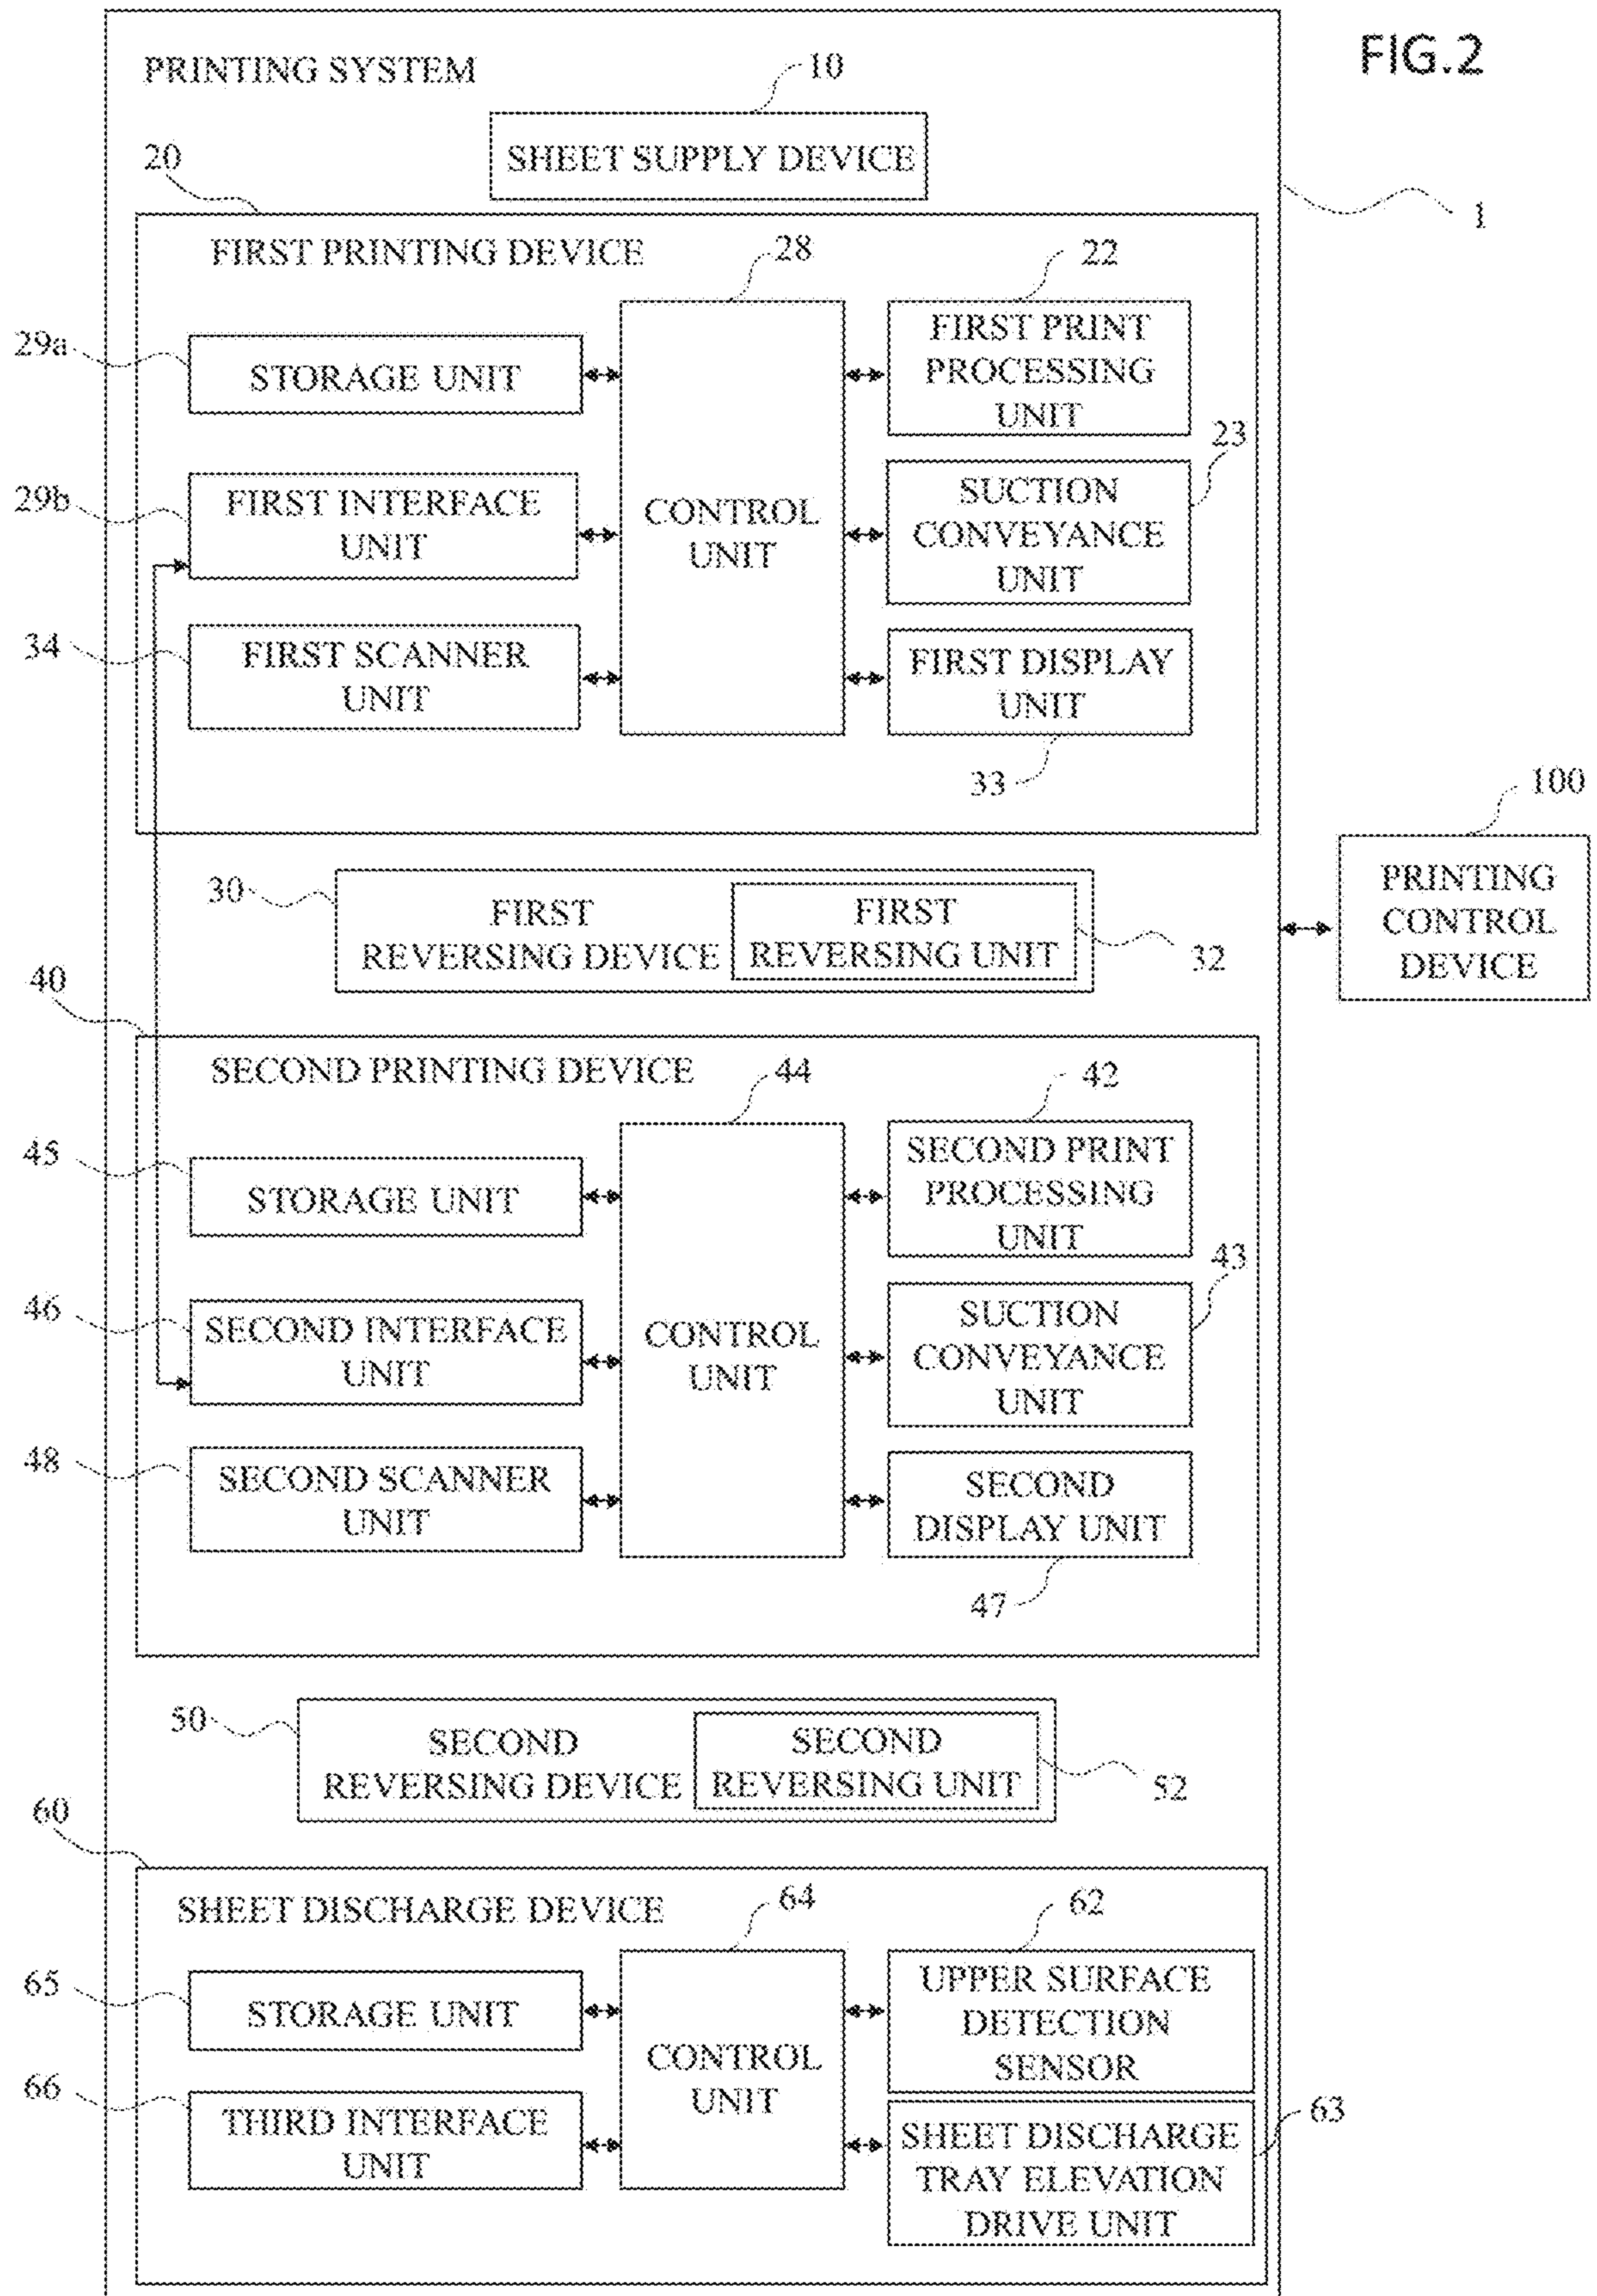 FIG.2
PRINTING SYSTEM
10
SHEET SUPPLY DEVICE
1
20
FIRST PRINTING DEVICE
28
22
29a
STORAGE UNIT
FIRST PRINT
PROCESSING
UNIT
23
29b
FIRST INTERFACE
UNIT
CONTROL
UNIT
SUCTION
CONVEYANCE
UNIT
34
FIRST SCANNER
UNIT
FIRST DISPLAY
UNIT
33
100
PRINTING
CONTROL
DEVICE
30
FIRST
REVERSING DEVICE
FIRST
REVERSING UNIT
32
40
SECOND PRINTING DEVICE
44
42
45
STORAGE UNIT
SECOND PRINT
PROCESSING
UNIT
43
46
SECOND INTERFACE
UNIT
CONTROL
UNIT
SUCTION
CONVEYANCE
UNIT
48
SECOND SCANNER
UNIT
SECOND
DISPLAY UNIT
47
50
SECOND
REVERSING DEVICE
SECOND
REVERSING UNIT
52
60
SHEET DISCHARGE DEVICE
64
62
65
STORAGE UNIT
UPPER SURFACE
DETECTION
SENSOR
66
THIRD INTERFACE
UNIT
CONTROL
UNIT
63
SHEET DISCHARGE
TRAY ELEVATION
DRIVE UNIT